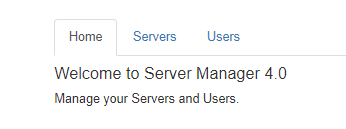 Home Servers Users
Welcome to Server Manager 4.0
Manage your Servers and Users.